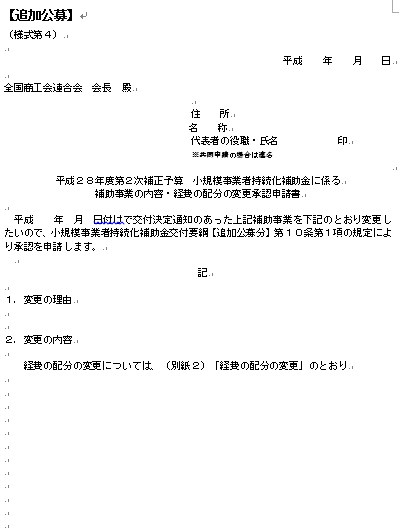 【追加公募】
（様式第４）
平成　　年　　月　　日
全国商工会連合会　会長　殿
住　　所
名　　称
代表者の役職・氏名　　　　　　印
※共同申請の場合は連名
平成２８年度第２次補正予算　小規模事業者持続化補助金に係る
補助事業の内容・経費の配分の変更承認申請書
平成　　年　月　日付けで交付決定通知のあった上記補助事業を下記のとおり変更し
たいので、小規模事業者持続化補助金交付要綱【追加公募分】第１０条第１項の規定によ
り承認を申請します。
記
１．変更の理由
２．変更の内容
経費の配分の変更については、（別紙２）「経費の配分の変更」のとおり